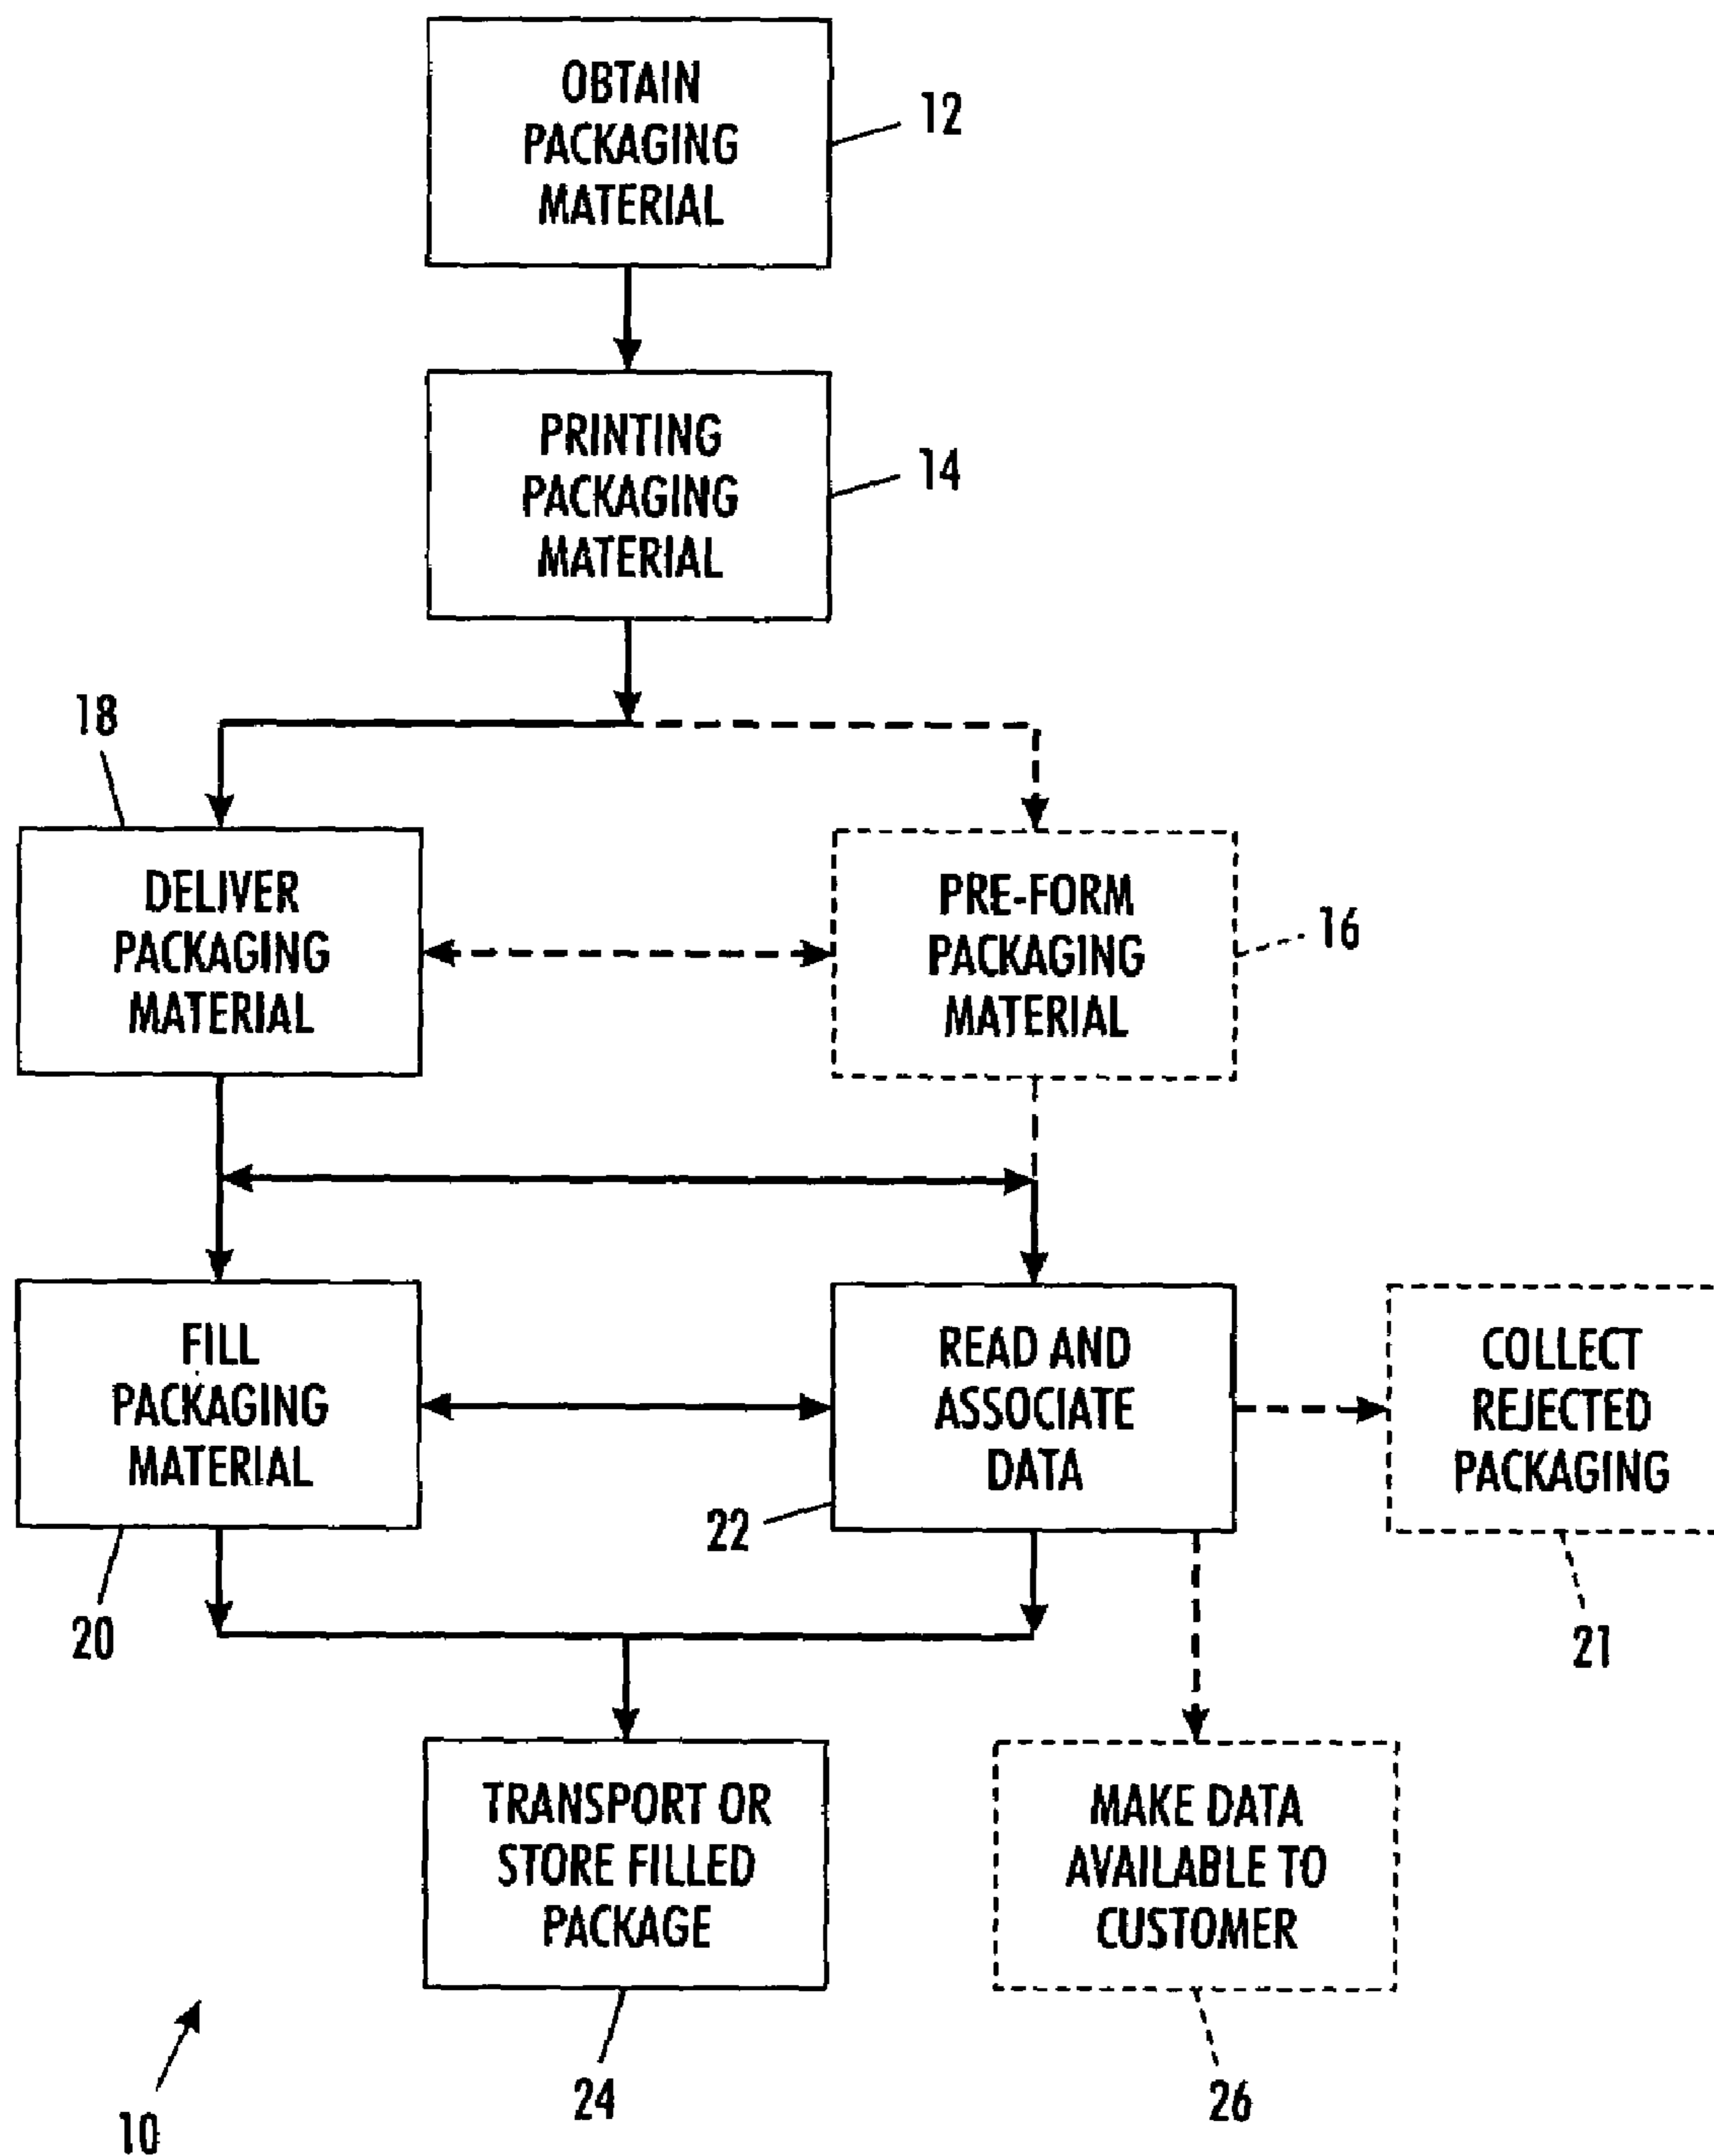 OBTAIN
PACKAGING
MATERIAL
12
PRINTING
PACKAGING
MATERIAL
14
18
DELIVER
PACKAGING
MATERIAL
PRE-FORM
PACKAGING
MATERIAL
16
FILL
PACKAGING
MATERIAL
20
READ AND
ASSOCIATE
DATA
22
COLLECT
REJECTED
PACKAGING
21
TRANSPORT OR
STORE FILLED
PACKAGE
24
MAKE DATA
AVAILABLE TO
CUSTOMER
26
10